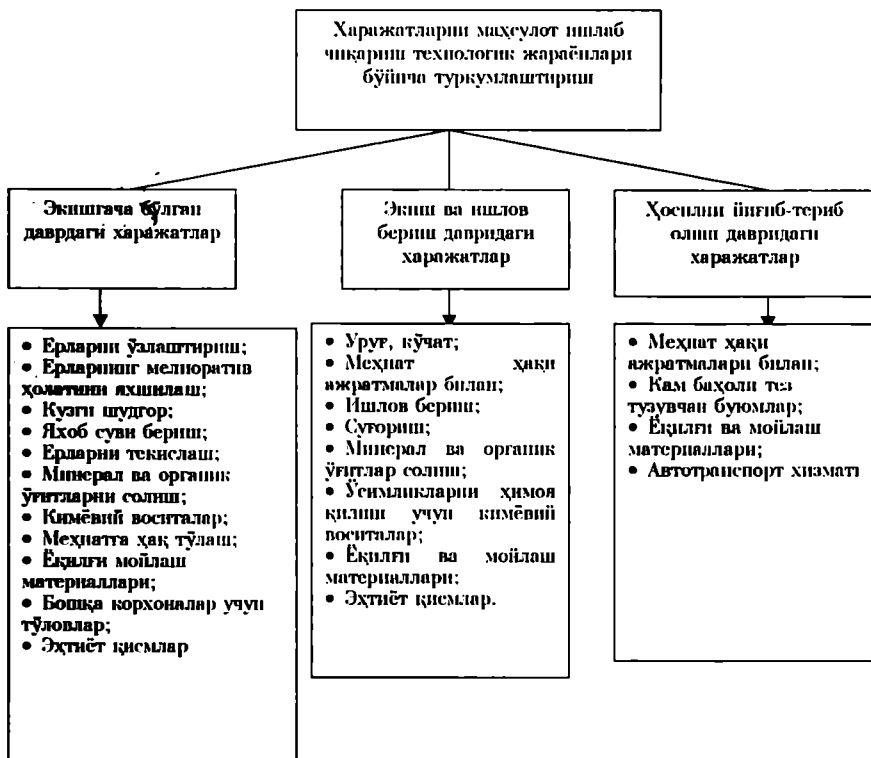 Харажатларни маҳсулот ишлаб
чиқариш технологик жараёнлари
бўйича туркумлаштириш
Экишгача бўлган
даврдаги харажатлар
Экиш ва ишлов
бериш давридаги
харажатлар
Ҳосилни йиғиб-териб
олиш давридаги
харажатлар
• Ерларни ўзлаштириш;
• Ерларнинг мелиоратив
ҳолатини яхшилаш;
• Кузги шудгор;
• Яхоб суви бериш;
• Ерларни текислаш;
• Минерал ва органик
ўғитларни солиш;
• Кимёвий воситалар;
• Меҳнатга ҳақ тўлаш;
• Ёқилғи мойлаш
материаллари;
• Бошқа корхоналар учун
тўловлар;
• Эҳтиёт қисмлар
• Уруғ, кўчат;
• Меҳнат ҳақи
ажратмалар билан;
• Ишлов бериш;
• Суғориш;
• Минерал ва органик
ўғитлар солиш;
• Ўсимликларни ҳимоя
қилиш учун кимёвий
воситалар;
• Ёқилғи ва мойлаш
материаллари;
• Эҳтиёт қисмлар.
• Меҳнат ҳақи
ажратмалари билан;
• Кам баҳоли тез
тузувчан буюмлар;
• Ёқилғи ва мойлаш
материаллари;
• Автотранспорт хизмати